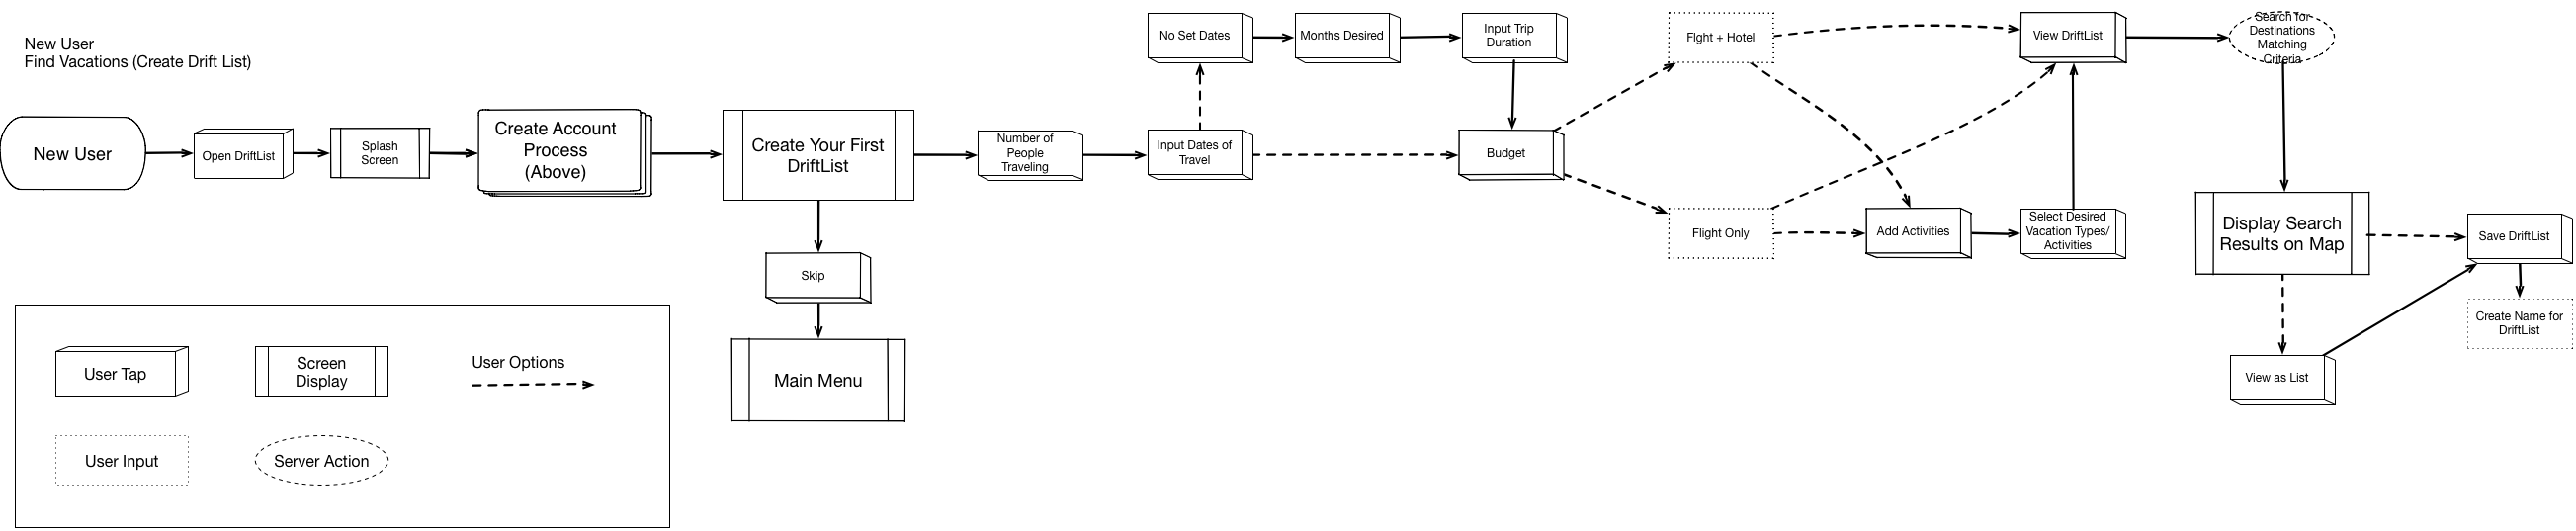 New User
Find Vacations (Create Drift List)
New User
Open DriftList
Splash
Screen
Create Account
Process
(Above)
Create Your First
DriftList
Skip
Main Menu
Number of
People
Traveling
Input Dates of
Travel
No Set Dates
Months Desired
Input Trip
Duration
Budget
FIght + Hotel
Flight Only
Add Activities
Select Desired
Vacation Types/
Activities
View DriftList
Search for
Destinations
Matching
Criteria
Display Search
Results on Map
Save DriftList
Create Name for
DriftList
View as List
User Tap
Screen
Display
User Options
User Input
Server Action